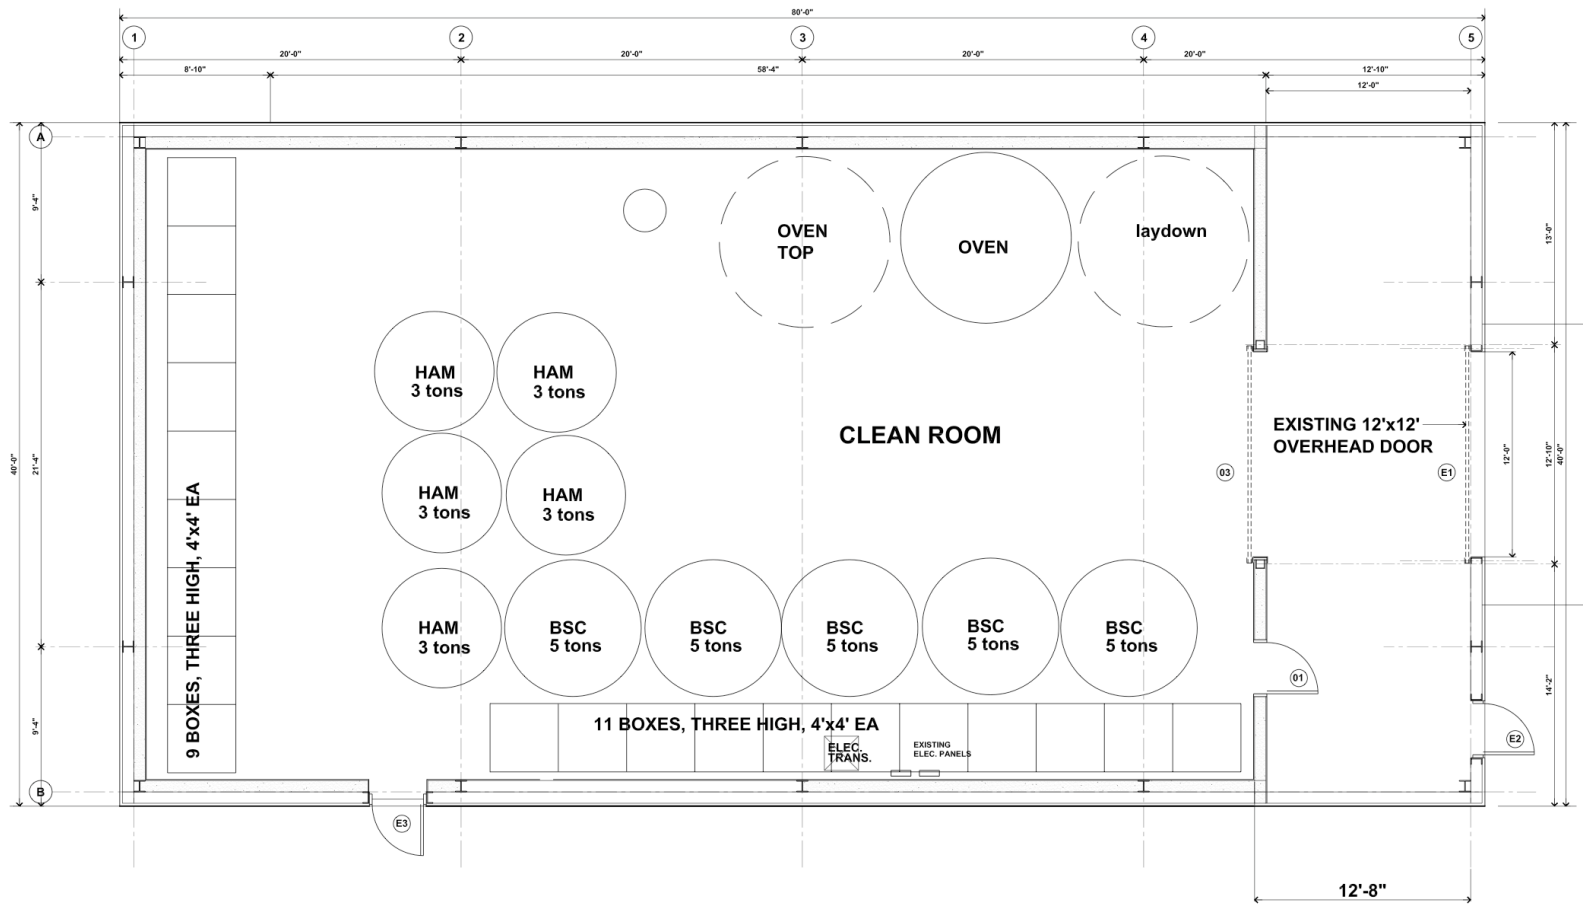 80'-0"
1
2
3
4
5
20'-0"
20'-0"
20'-0"
20'-0"
8'-10"
58'-4"
12'-10"
12'-0"
A
9'-4"
40'-0"
21'-4"
9'-4"
B
OVEN
TOP
OVEN
laydown
13'-0"
HAM
3 tons
HAM
3 tons
CLEAN ROOM
EXISTING 12'x12'
OVERHEAD DOOR
03
E1
12'-0"
12'-10"
40'-0"
9 BOXES, THREE HIGH, 4'x4' EA
HAM
3 tons
HAM
3 tons
HAM
3 tons
BSC
5 tons
BSC
5 tons
BSC
5 tons
BSC
5 tons
BSC
5 tons
01
14'-2"
11 BOXES, THREE HIGH, 4'x4' EA
ELEC.
TRANS.
EXISTING
ELEC. PANELS
E2
E3
12'-8"